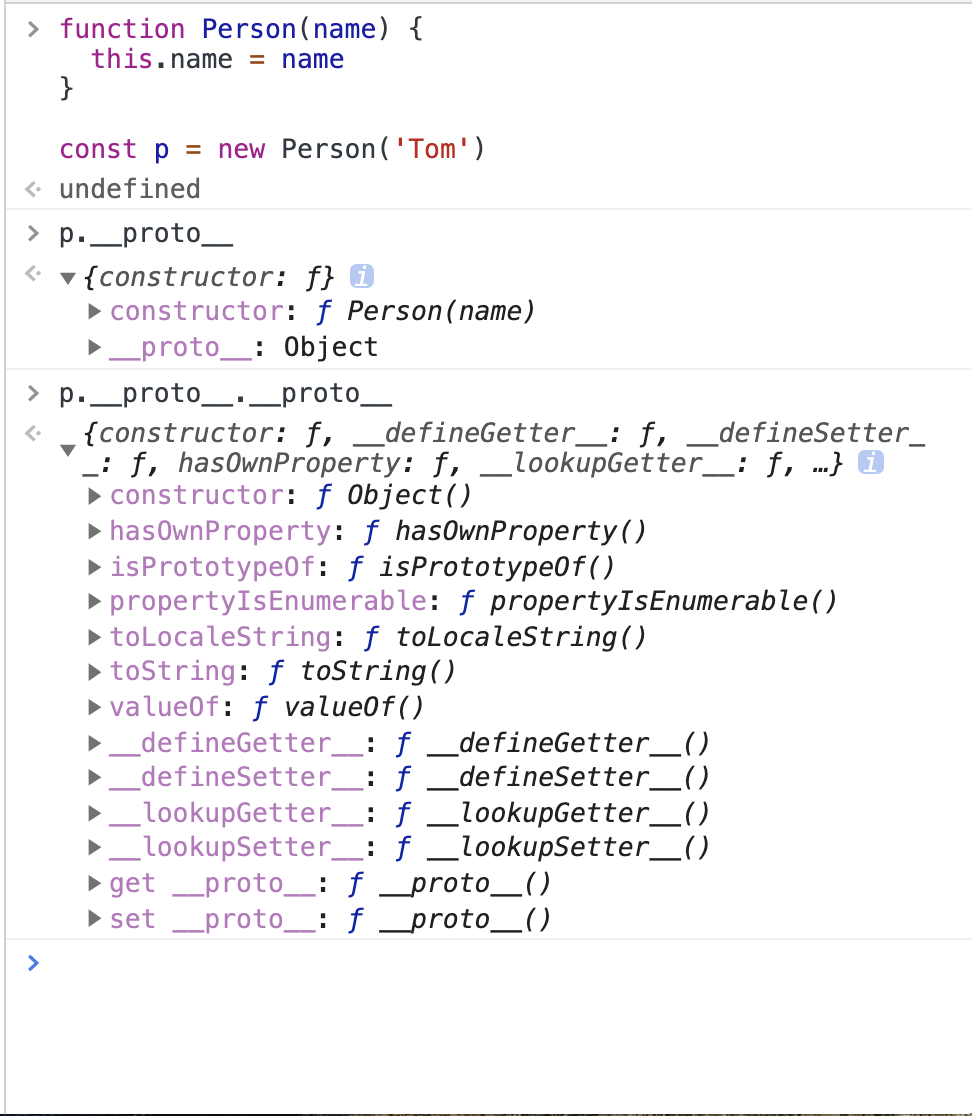 > function Person(name) {
this.name = name
}
const p = new Person('Tom')
undefined
> p.__proto__
▼{constructor: ƒ} i
▶constructor: ƒ Person(name)
▶__proto__: Object
> p.__proto__.__proto__
{constructor: ƒ, __defineGetter__: ƒ, __defineSetter_
▼_: ƒ, hasOwnProperty: ƒ, __lookupGetter__: ƒ, …} i
▶constructor: ƒ Object()
▶hasOwnProperty: ƒ hasOwnProperty()
▶isPrototypeOf: ƒ isPrototypeOf()
▶propertyIsEnumerable: ƒ propertyIsEnumerable()
▶toLocaleString: ƒ toLocaleString()
▶toString: ƒ toString()
▶valueOf: ƒ valueOf()
▶__defineGetter__: ƒ __defineGetter__()
▶__defineSetter__: ƒ __defineSetter__()
▶__lookupGetter__: ƒ __lookupGetter__()
▶__lookupSetter__: ƒ __lookupSetter__()
▶get __proto__: ƒ __proto__()
▶set __proto__: ƒ __proto__()
>